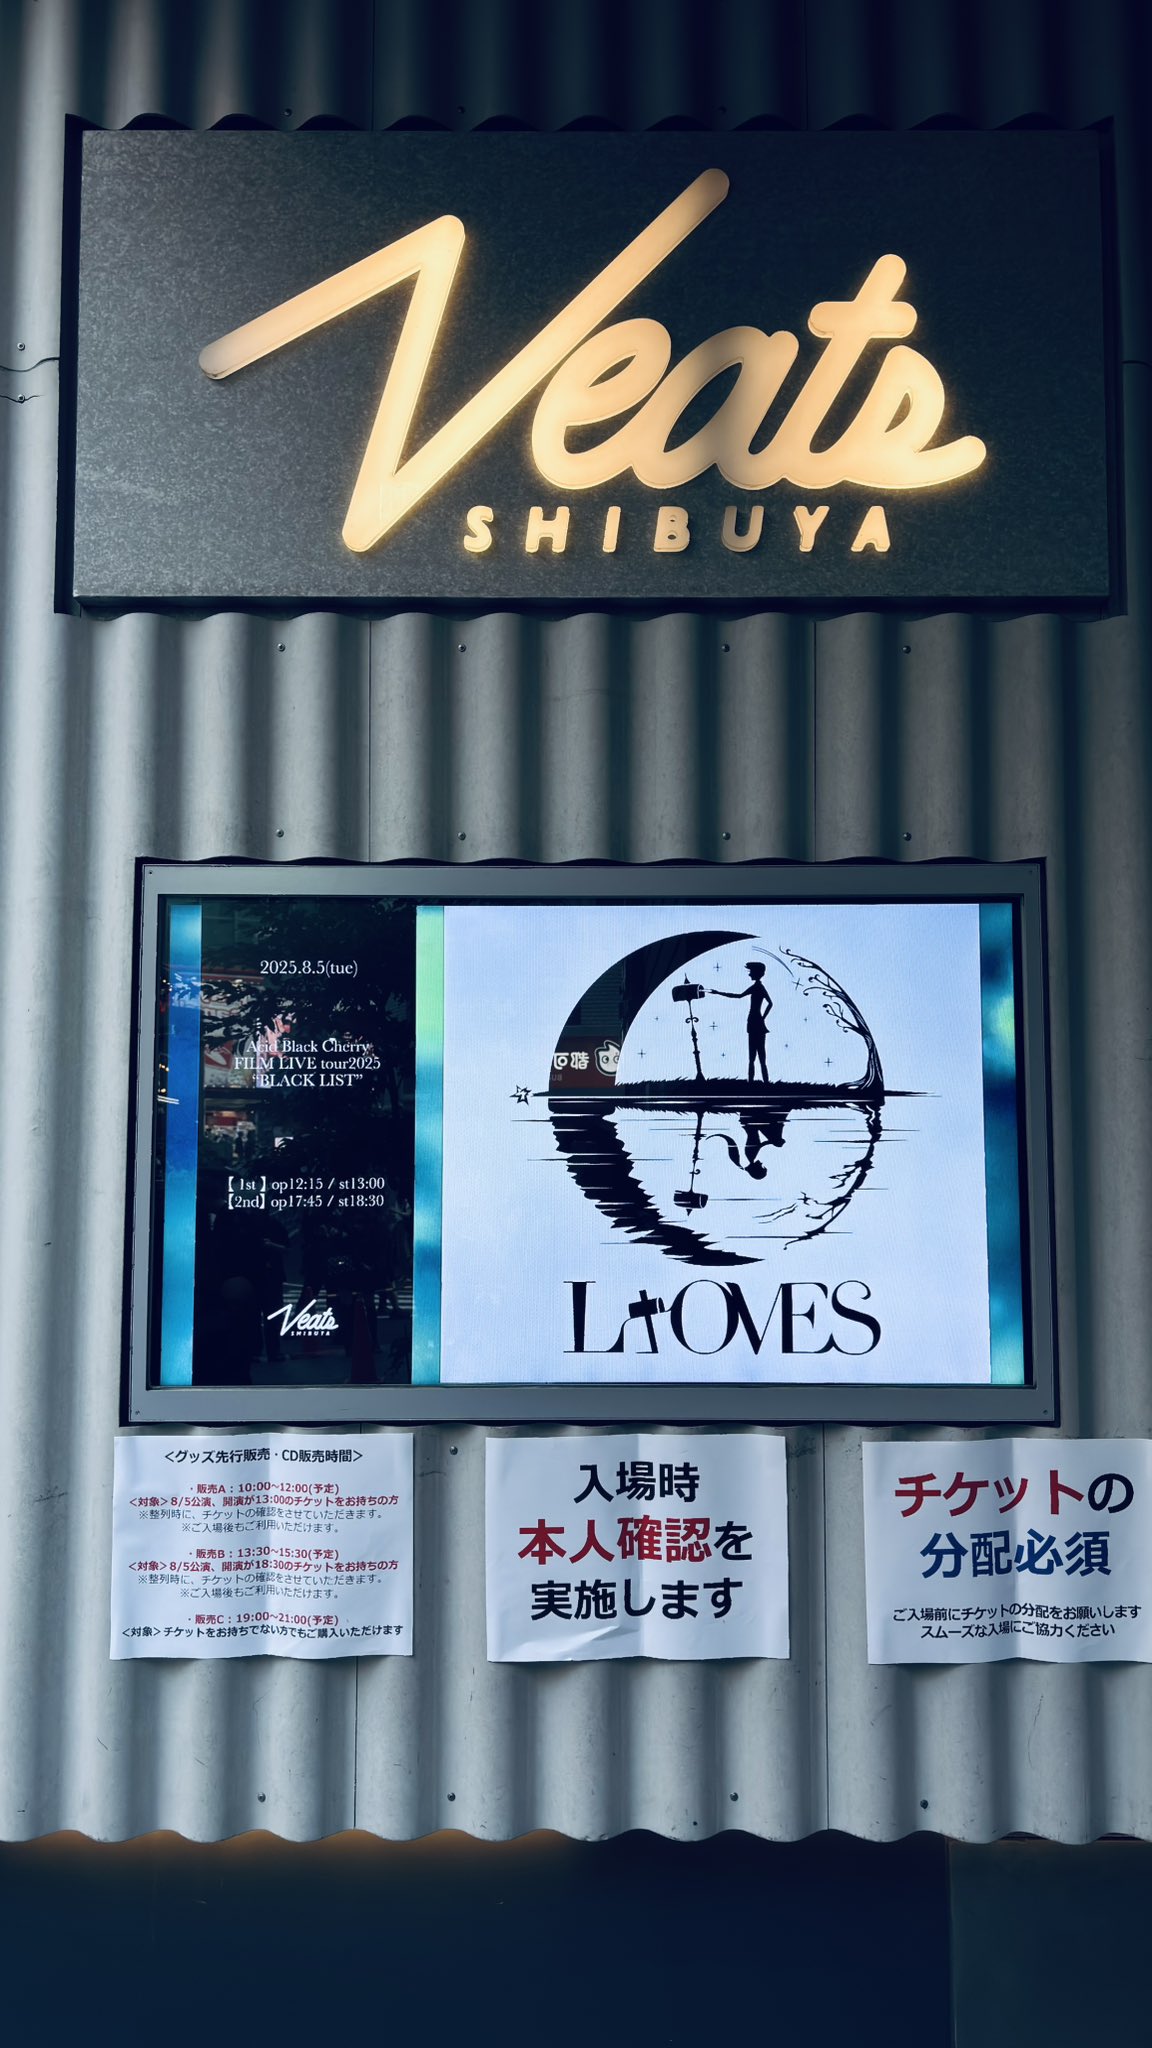 Veats
SHIBUYA
2025.8.5(tue)
Acid Black Cherry
FILM LIVE tour2025
“BLACK LIST”
【 1st 】op12:15 / st13:00
【2nd】op17:45 / st18:30
Veats
SHIBUYA
L OVES
<グッズ先行販売・CD販売時間>
・販売A：10:00~12:00(予定)
<対象>8/5公演、開演が13:00のチケットをお持ちの方
※整列時に、チケットの確認をさせていただきます。
※ご入場後もご利用いただけます。
・販売B：13:30~15:30(予定)
<対象>8/5公演、開演が18:30のチケットをお持ちの方
※整列時に、チケットの確認をさせていただきます。
※ご入場後もご利用いただけます。
・販売C：19:00~21:00(予定)
<対象>チケットをお持ちでない方でもご購入いただけます
入場時
本人確認を
実施します
チケットの
分配必須
ご入場前にチケットの分配をお願いします
スムーズな入場にご協力ください